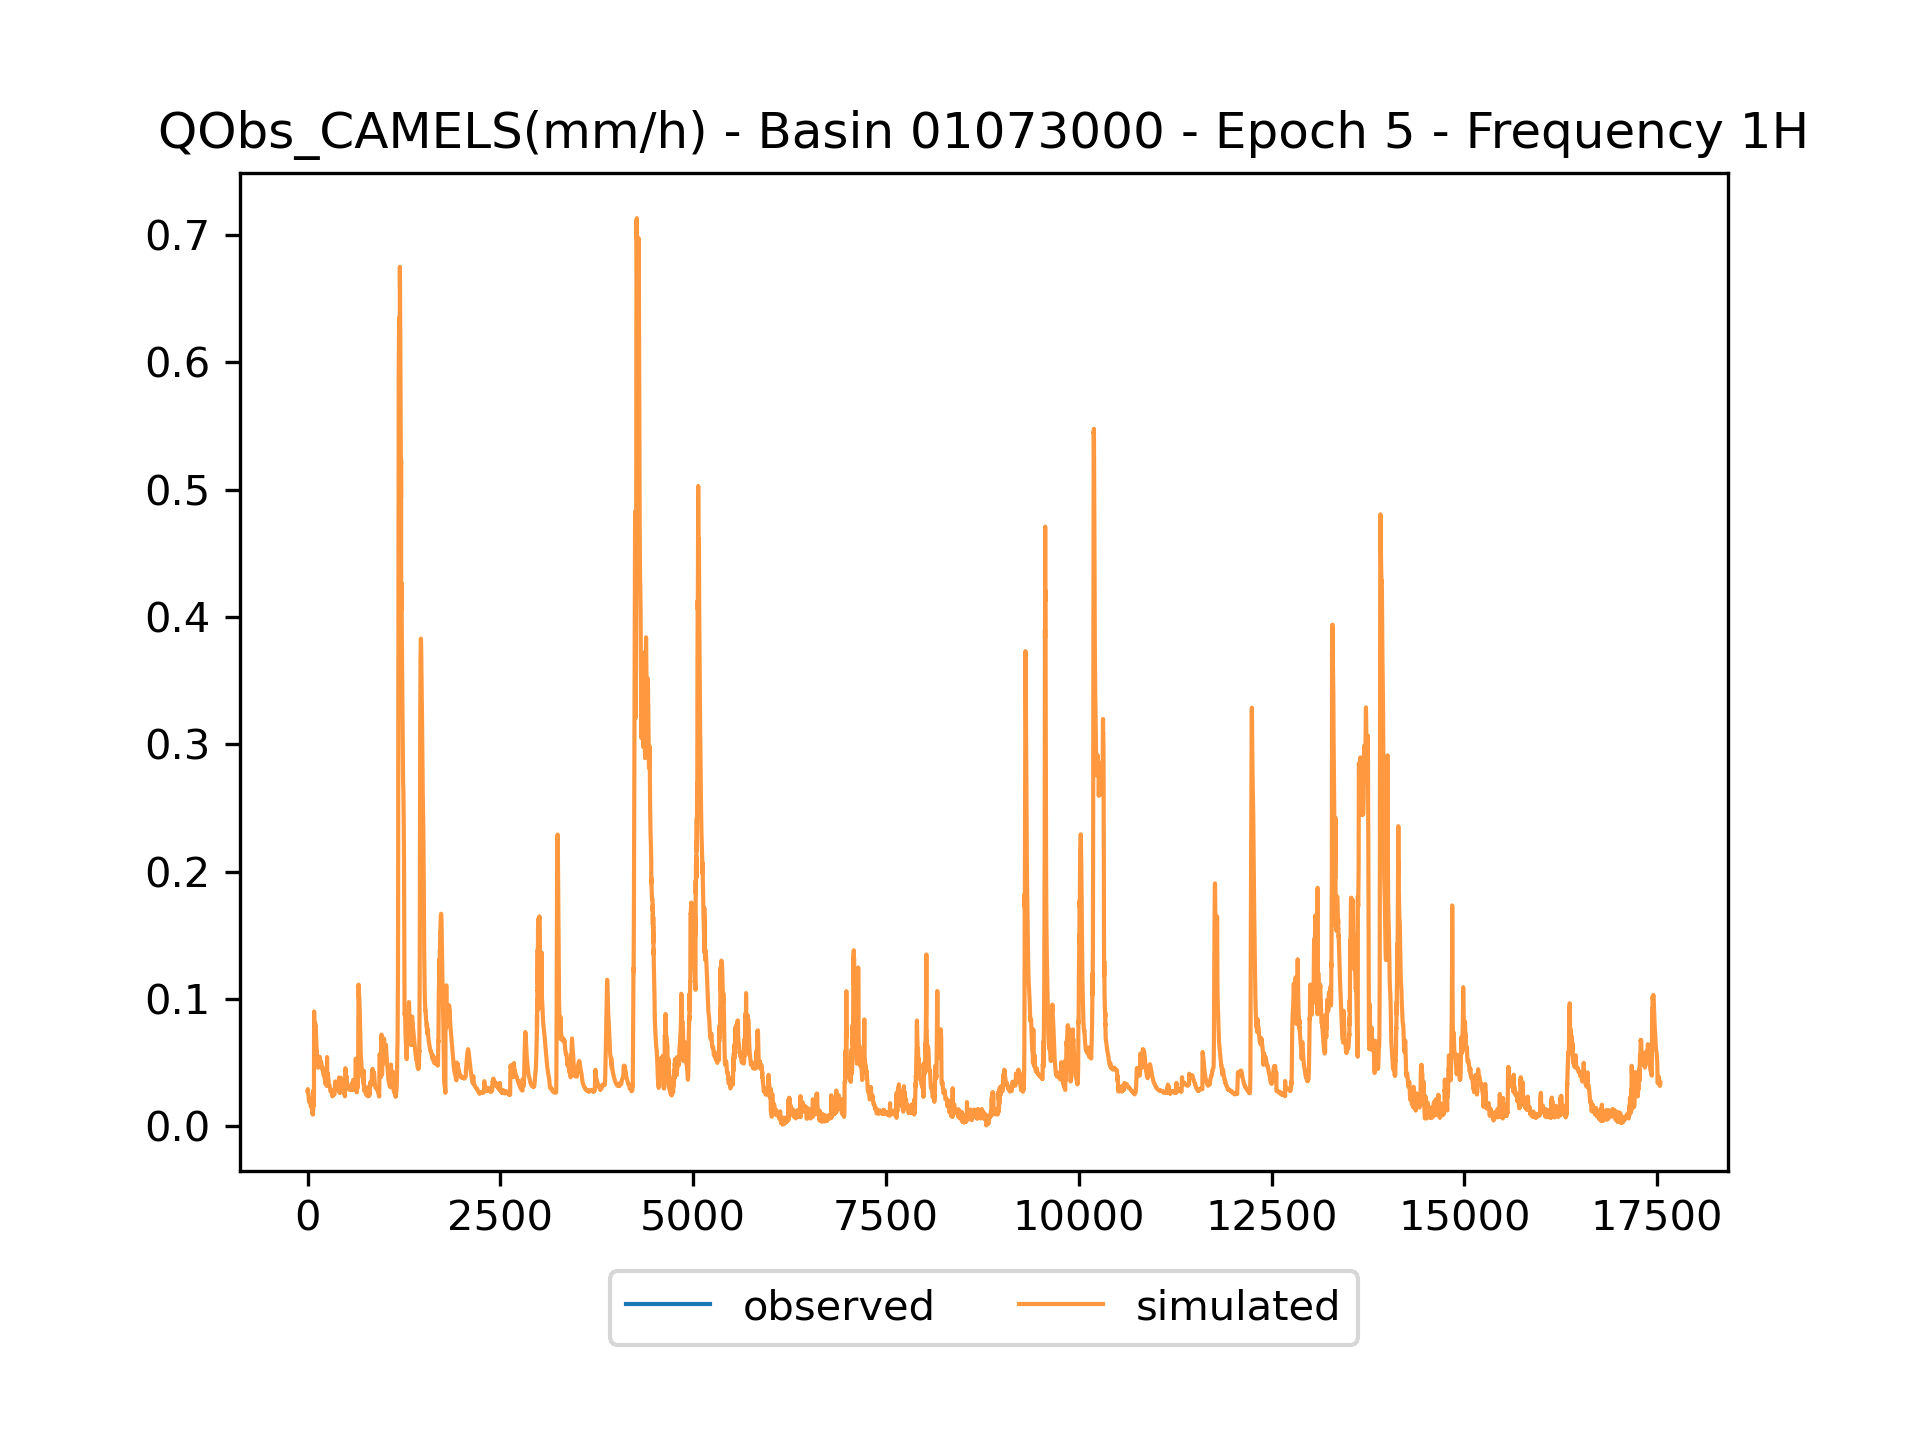 QObs_CAMELS(mm/h) - Basin 01073000 - Epoch 5 - Frequency 1H
0.7
0.6
0.5
0.4
0.3
0.2
0.1
0.0
0 2500 5000 7500 10000 12500 15000 17500
observed simulated